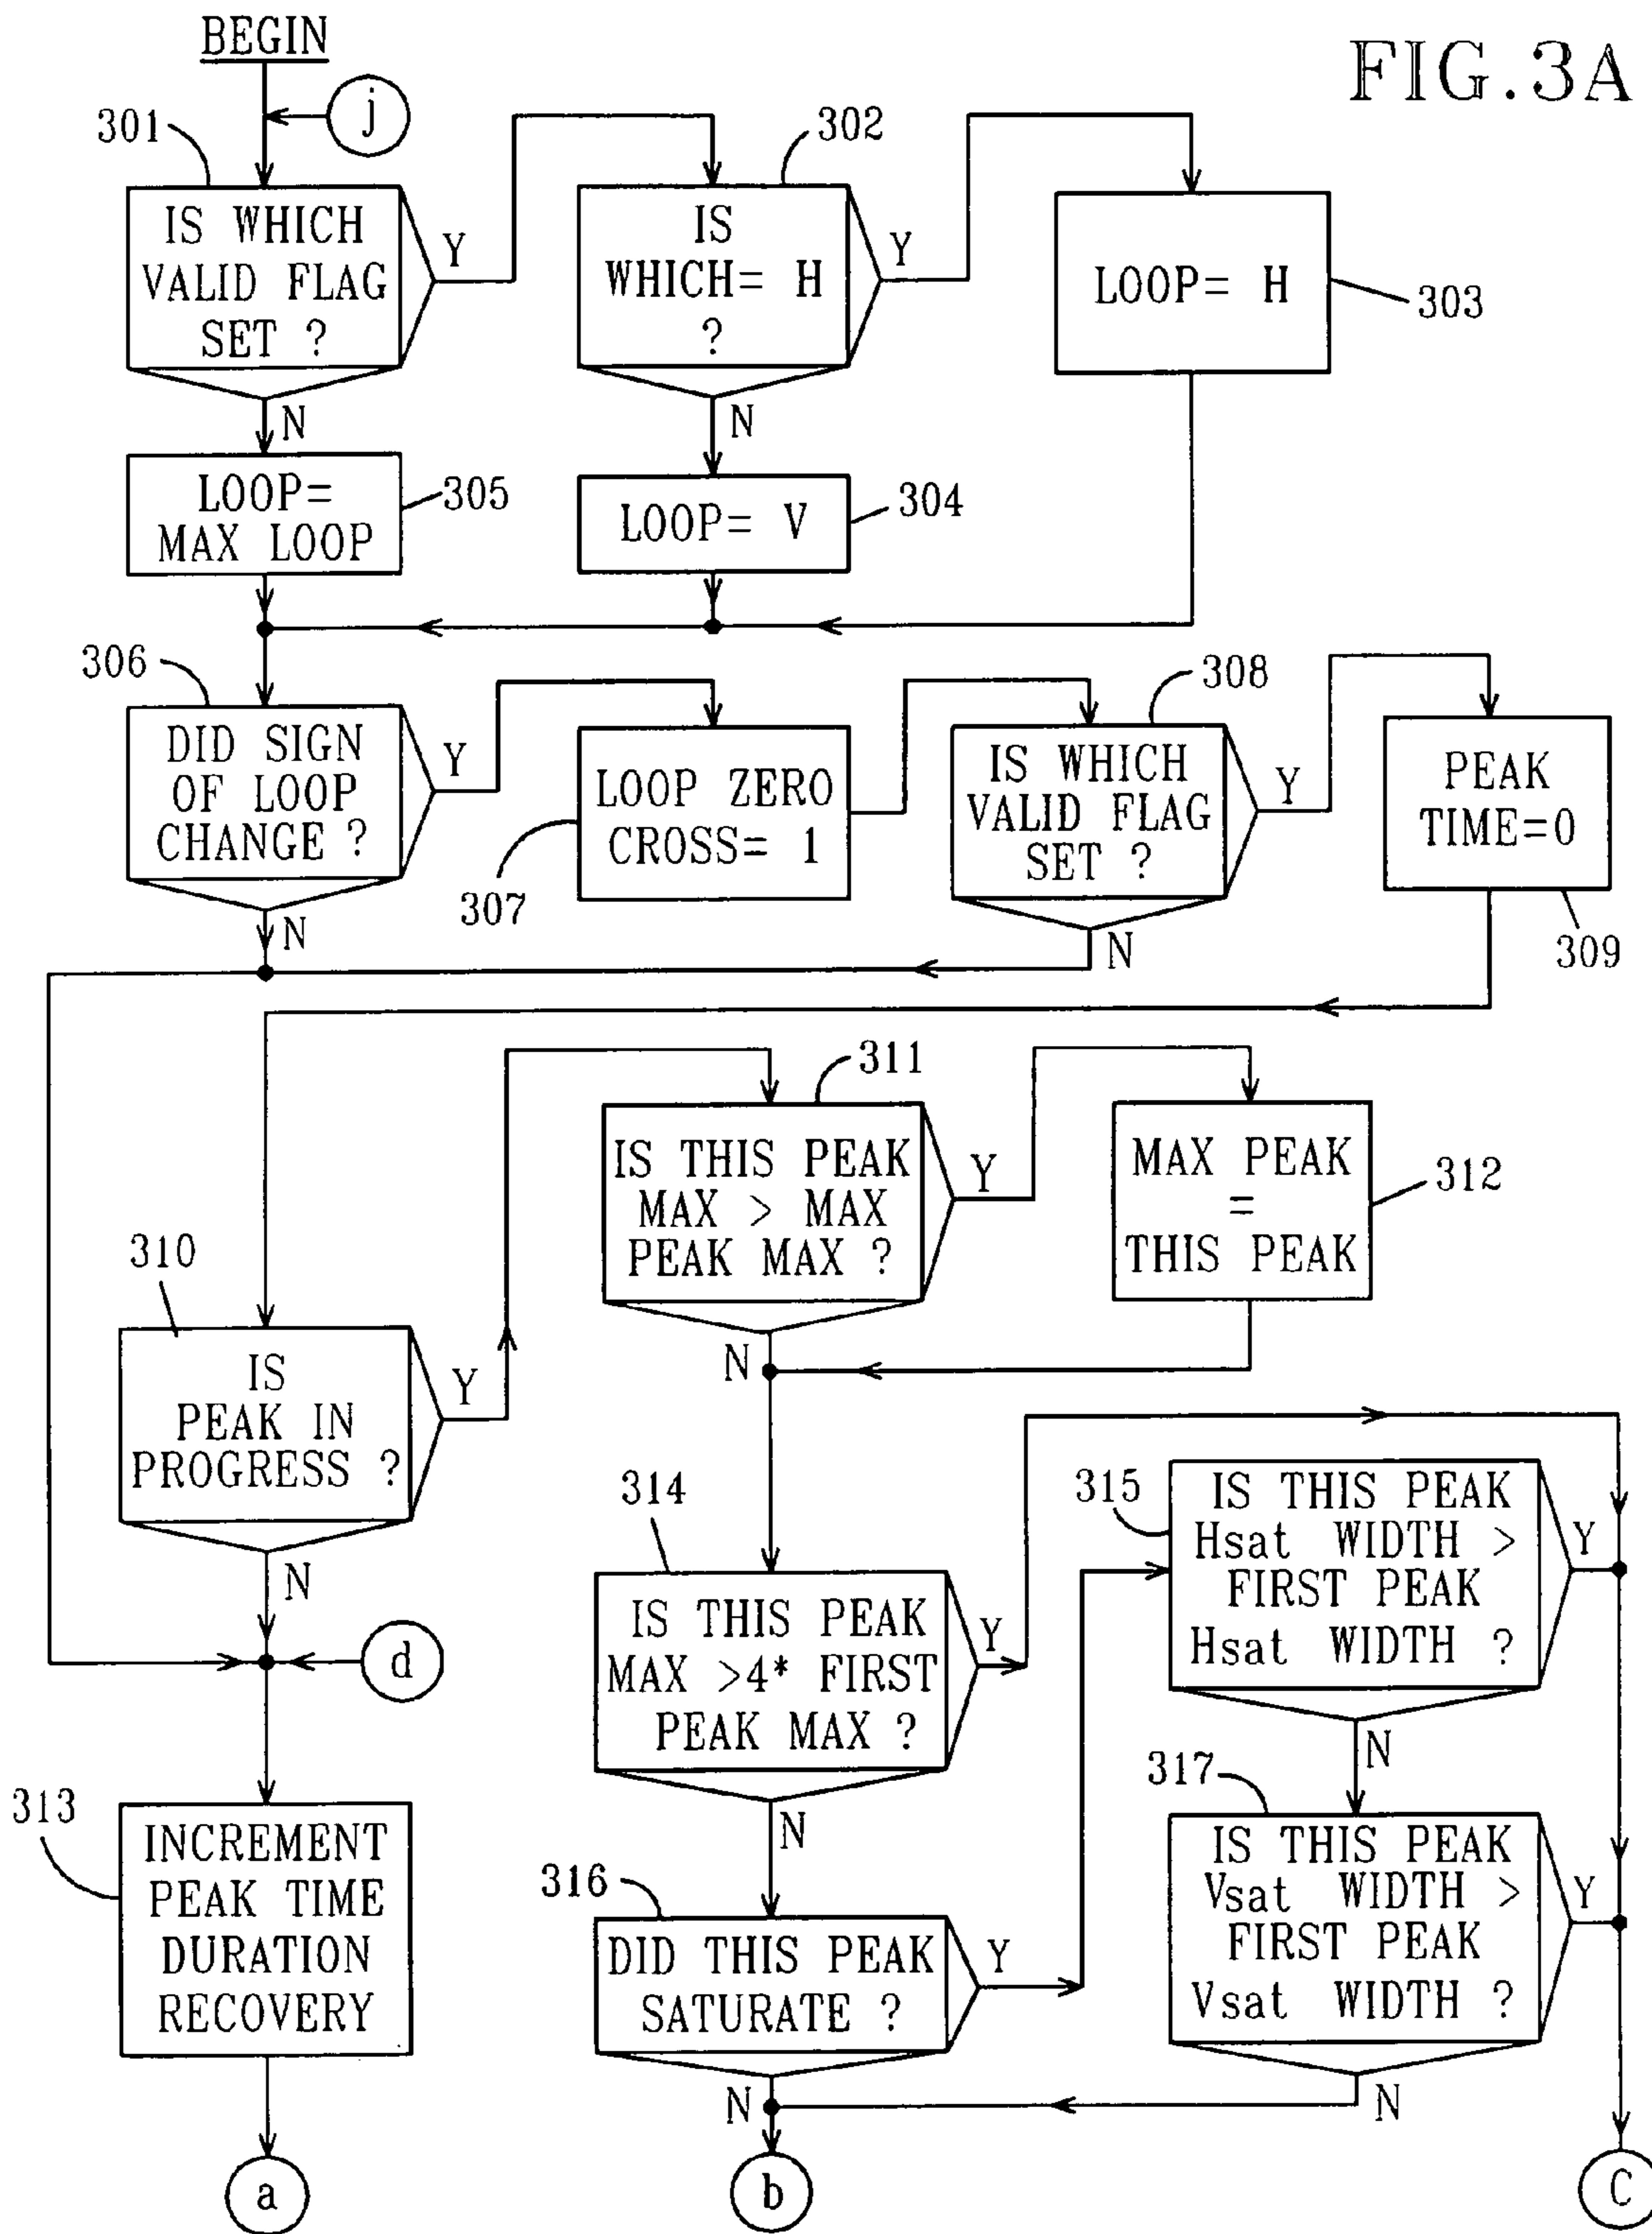 BEGIN
FIG.3A
j
301
302
IS WHICH
VALID FLAG
SET ?
Y
N
IS
WHICH= H
?
Y
N
LOOP= H
303
LOOP=
MAX LOOP
305
LOOP= V
304
306
DID SIGN
OF LOOP
CHANGE ?
Y
N
LOOP ZERO
CROSS= 1
307
308
IS WHICH
VALID FLAG
SET ?
Y
N
PEAK
TIME=0
309
310
IS
PEAK IN
PROGRESS ?
Y
N
311
IS THIS PEAK
MAX > MAX
PEAK MAX ?
Y
N
MAX PEAK
=
THIS PEAK
312
d
313
INCREMENT
PEAK TIME
DURATION
RECOVERY
a
314
IS THIS PEAK
MAX >4* FIRST
PEAK MAX ?
Y
N
315
IS THIS PEAK
Hsat WIDTH >
FIRST PEAK
Hsat WIDTH ?
Y
N
316
DID THIS PEAK
SATURATE ?
Y
N
317
IS THIS PEAK
Vsat WIDTH >
FIRST PEAK
Vsat WIDTH ?
Y
N
b
C